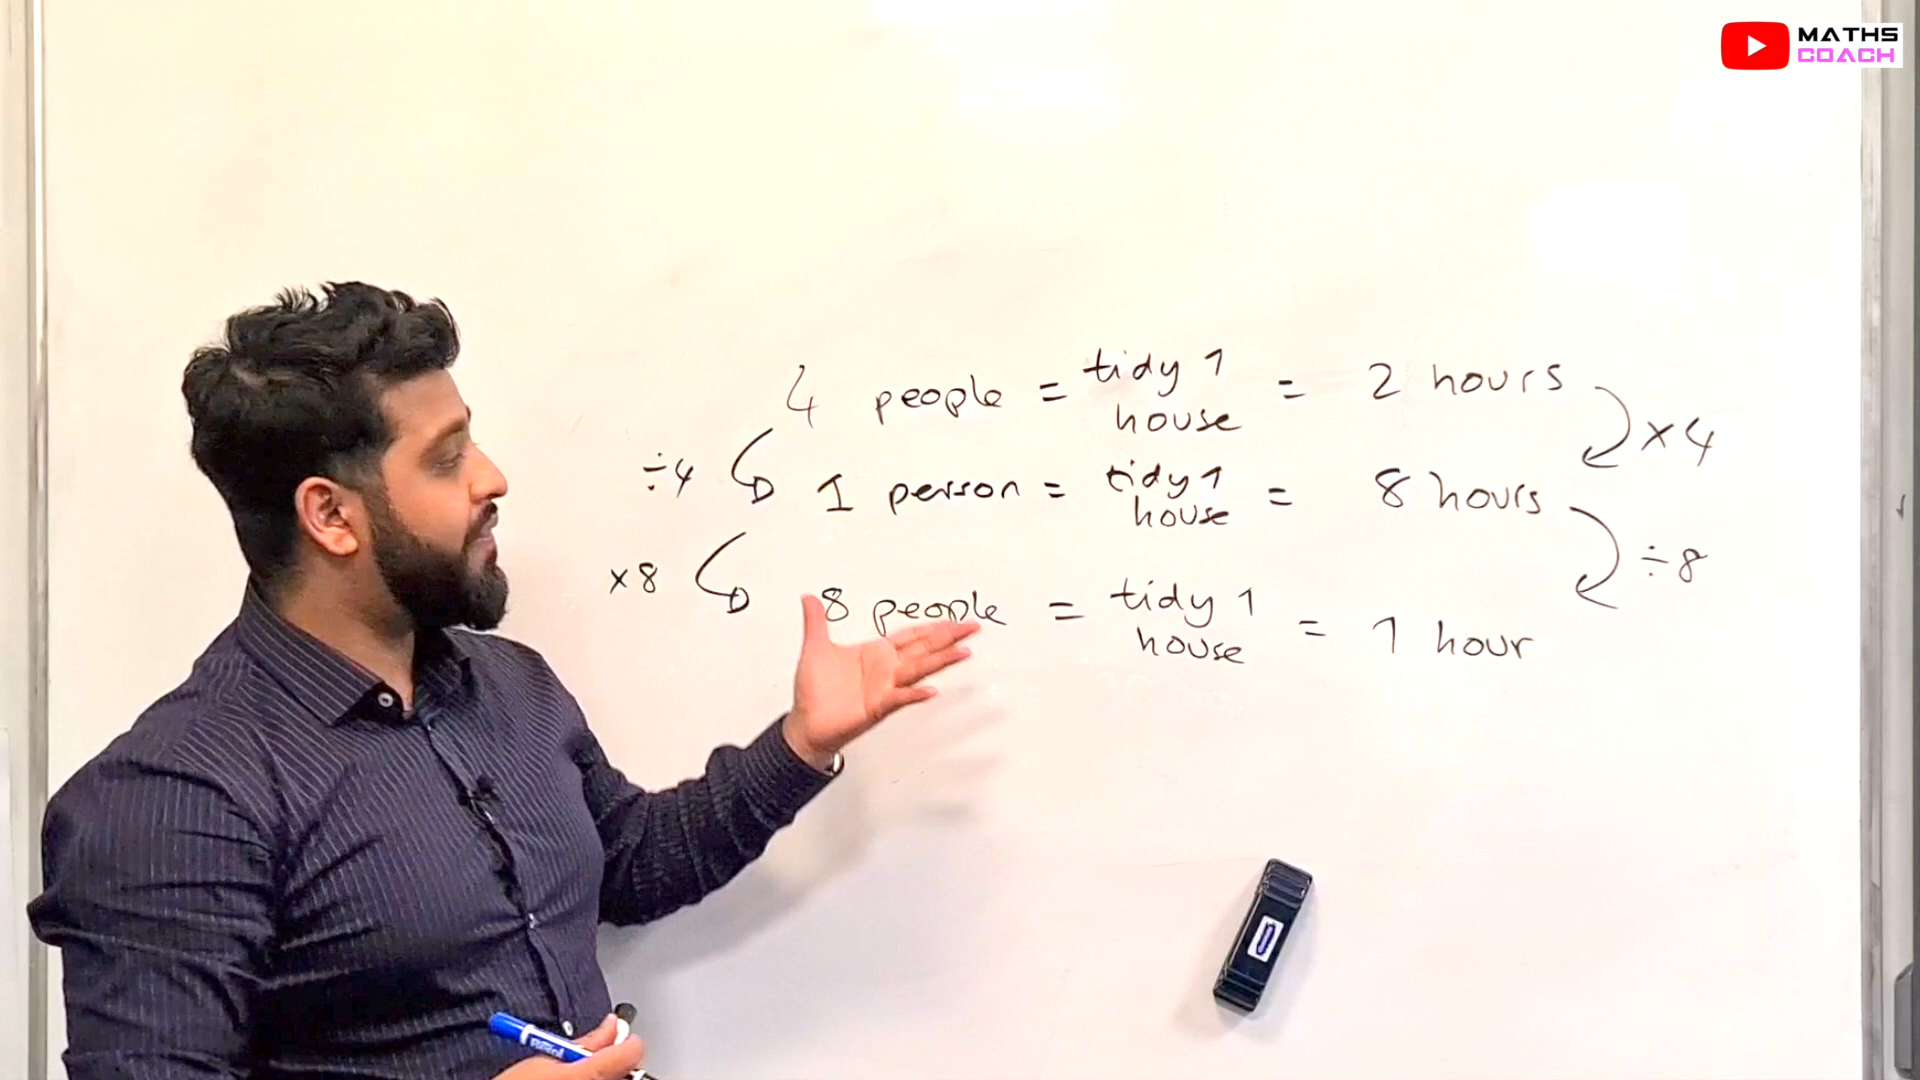 MATHS
COACH
4 people = tidy 1 house = 2 hours
÷4
×4
1 person = tidy 1 house = 8 hours
×8
÷8
8 people = tidy 1 house = 1 hour